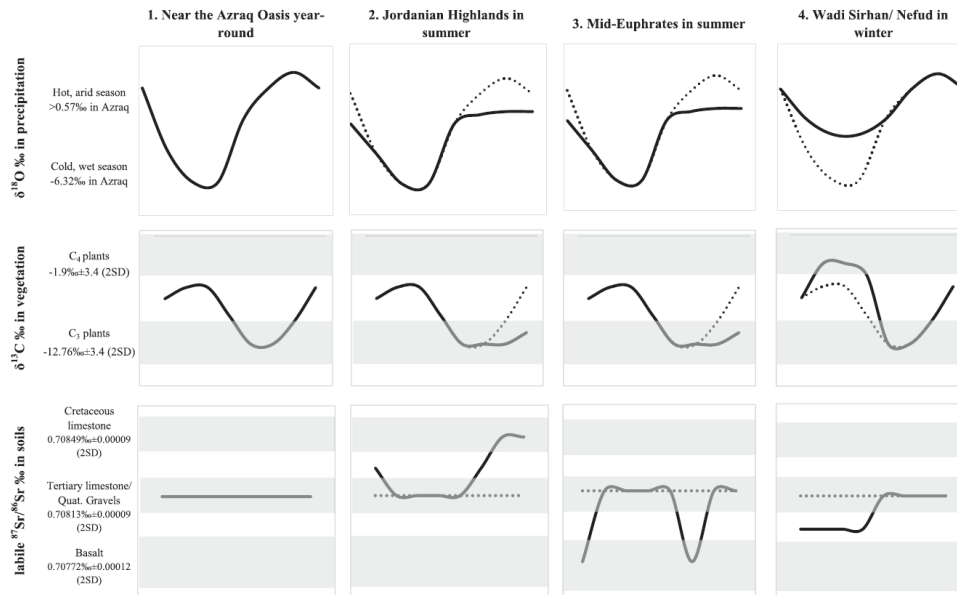 1. Near the Azraq Oasis year-
round
2. Jordanian Highlands in
summer
3. Mid-Euphrates in summer
4. Wadi Sirhan/ Nefud in
winter
δ¹⁸O ‰ in precipitation
Hot, arid season
>0.57‰ in Azraq
Cold, wet season
-6.32‰ in Azraq
δ¹³C ‰ in vegetation
C₄ plants
-1.9‰±3.4 (2SD)
C₃ plants
-12.76‰±3.4 (2SD)
labile ⁸⁷Sr/⁸⁶Sr ‰ in soils
Cretaceous
limestone
0.70849‰±0.00009
(2SD)
Tertiary limestone/
Quat. Gravels
0.70813‰±0.00009
(2SD)
Basalt
0.70772‰±0.00012
(2SD)